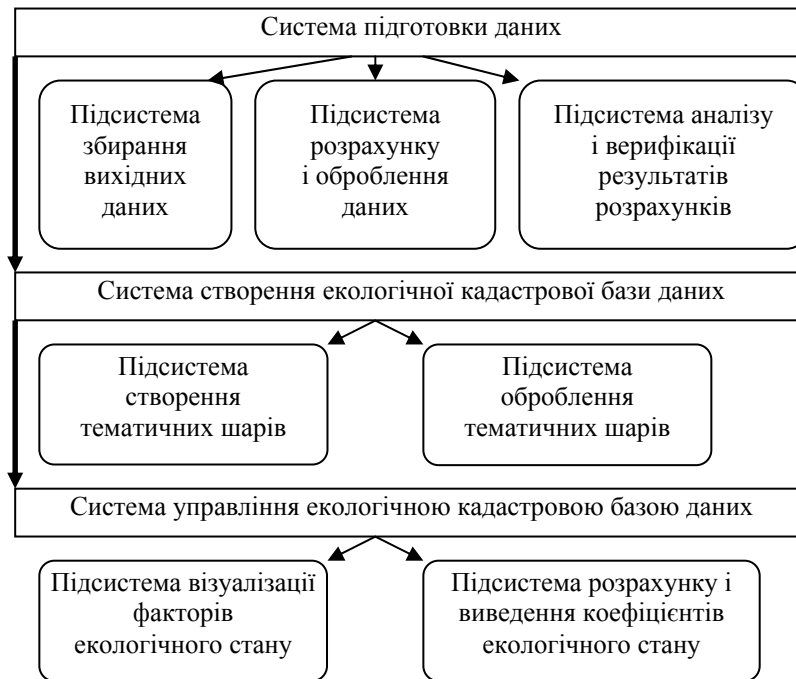 Система підготовки даних
Підсистема
збирання
вихідних
даних
Підсистема
розрахунку
і оброблення
даних
Підсистема аналізу
і верифікації
результатів
розрахунків
Система створення екологічної кадастрової бази даних
Підсистема
створення
тематичних шарів
Підсистема
оброблення
тематичних шарів
Система управління екологічною кадастровою базою даних
Підсистема візуалізації
факторів
екологічного стану
Підсистема розрахунку і
виведення коефіцієнтів
екологічного стану